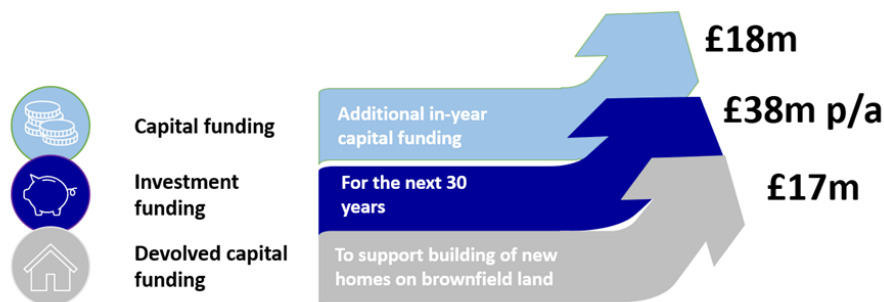 £18m
Capital funding
Additional in-year
capital funding
£38m p/a
Investment
funding
For the next 30
years
£17m
Devolved capital
funding
To support building of new
homes on brownfield land